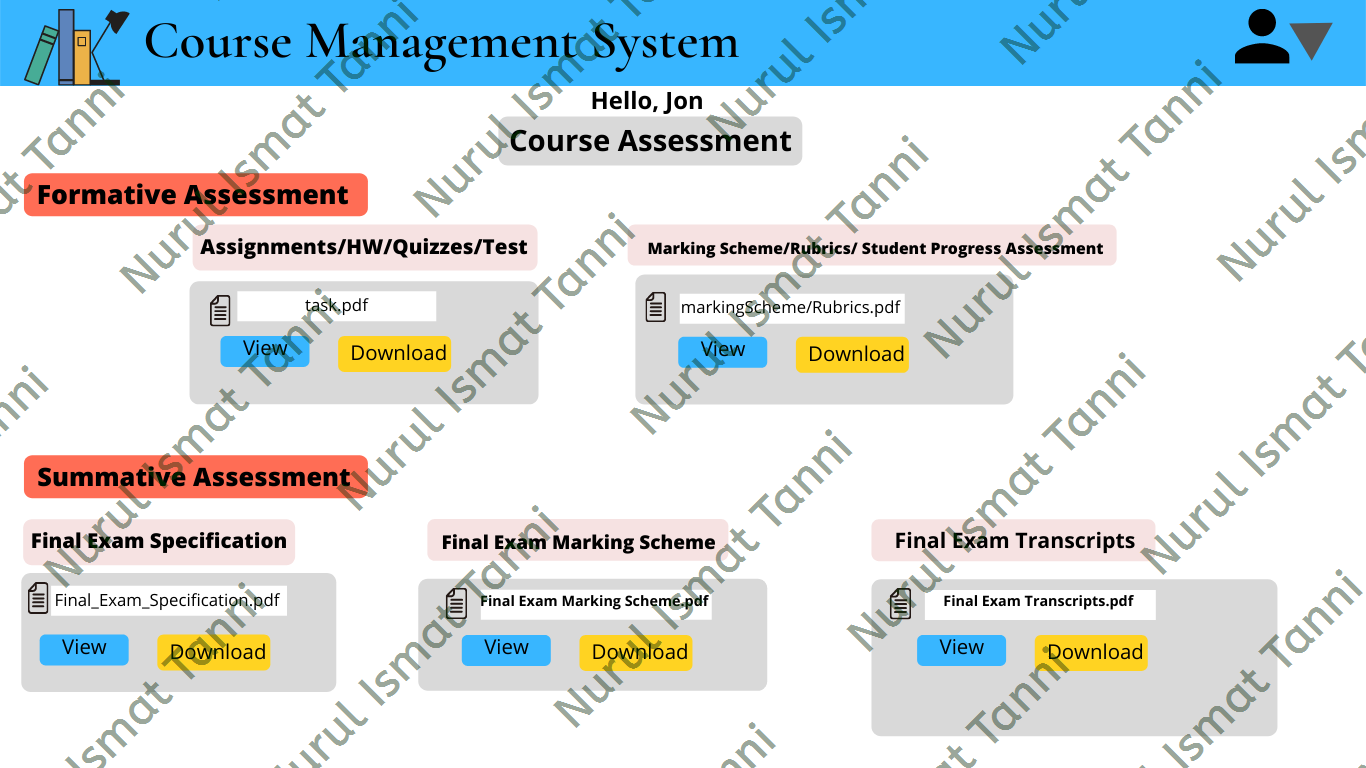 Course Management System
Hello, Jon
Course Assessment
Formative Assessment
Assignments/HW/Quizzes/Test
Marking Scheme/Rubrics/ Student Progress Assessment
task.pdf
markingScheme/Rubrics.pdf
View
Download
View
Download
Summative Assessment
Final Exam Specification
Final Exam Marking Scheme
Final Exam Transcripts
Final_Exam_Specification.pdf
Final Exam Marking Scheme.pdf
Final Exam Transcripts.pdf
View
Download
View
Download
View
Download
Nurul Ismat Tanni